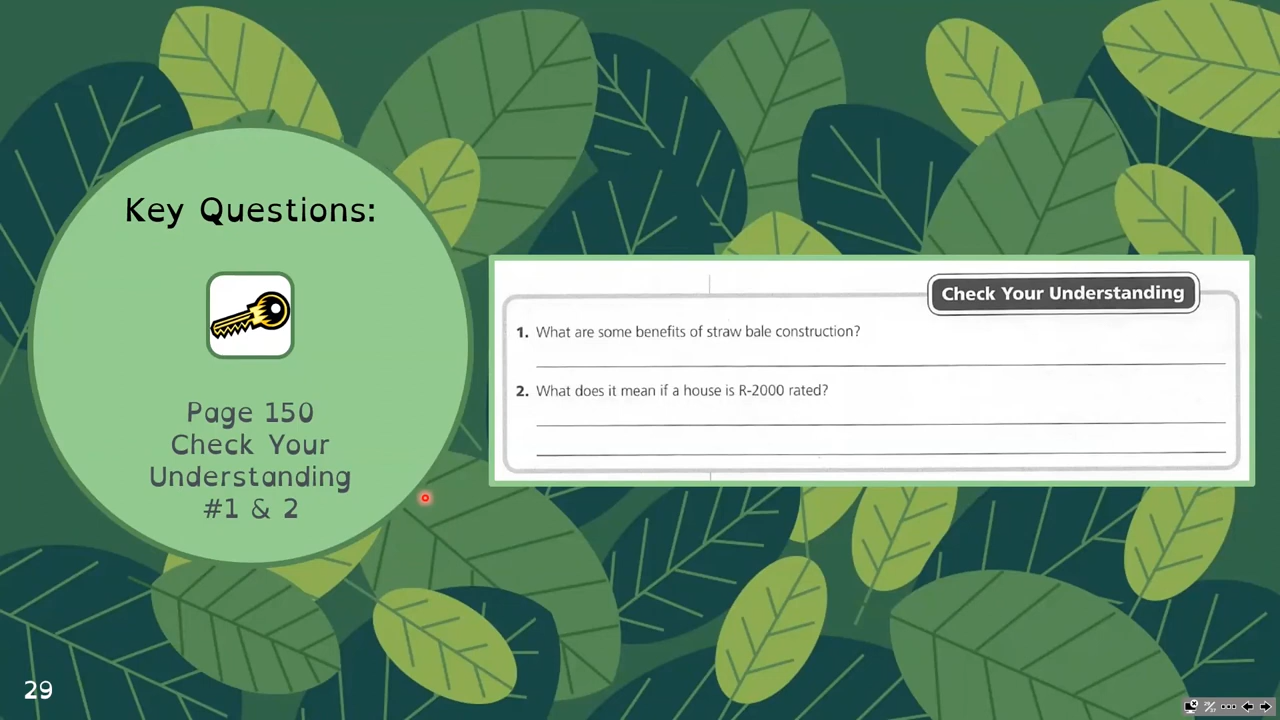 Key Questions:
Page 150
Check Your
Understanding
#1 & 2
Check Your Understanding
1. What are some benefits of straw bale construction?
2. What does it mean if a house is R-2000 rated?
29